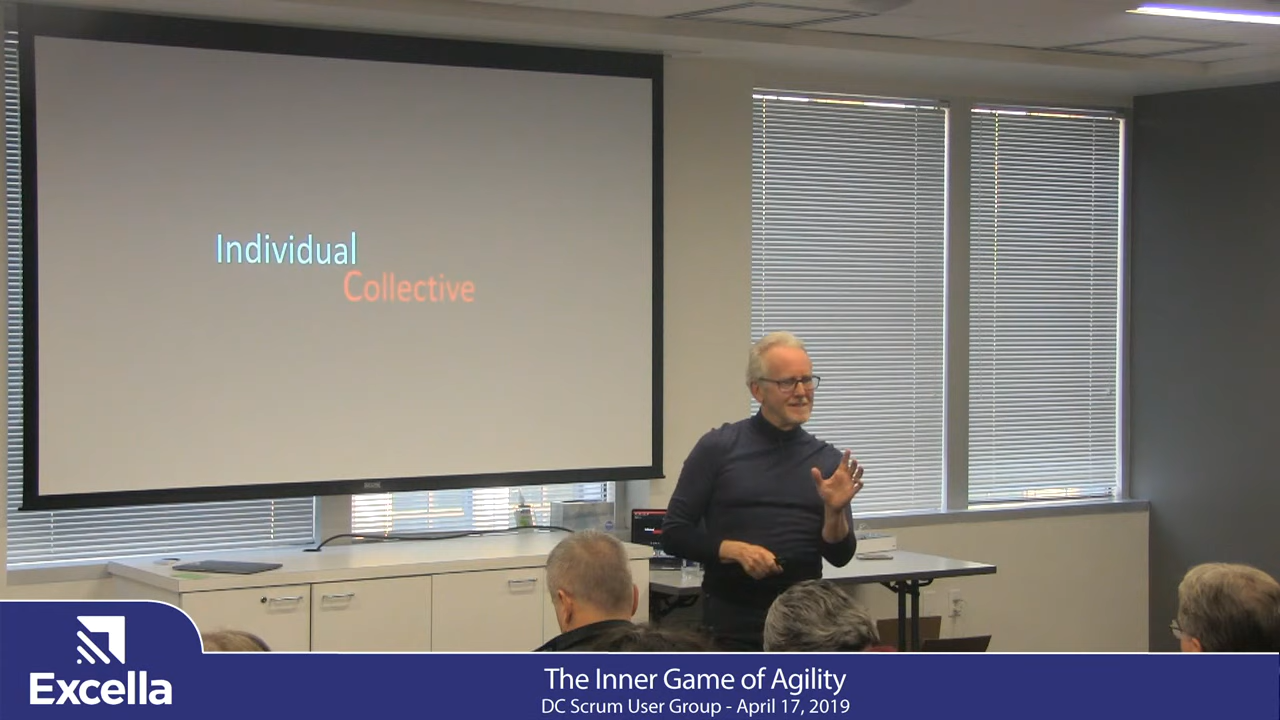 Individual
Collective
Excella
The Inner Game of Agility
DC Scrum User Group - April 17, 2019